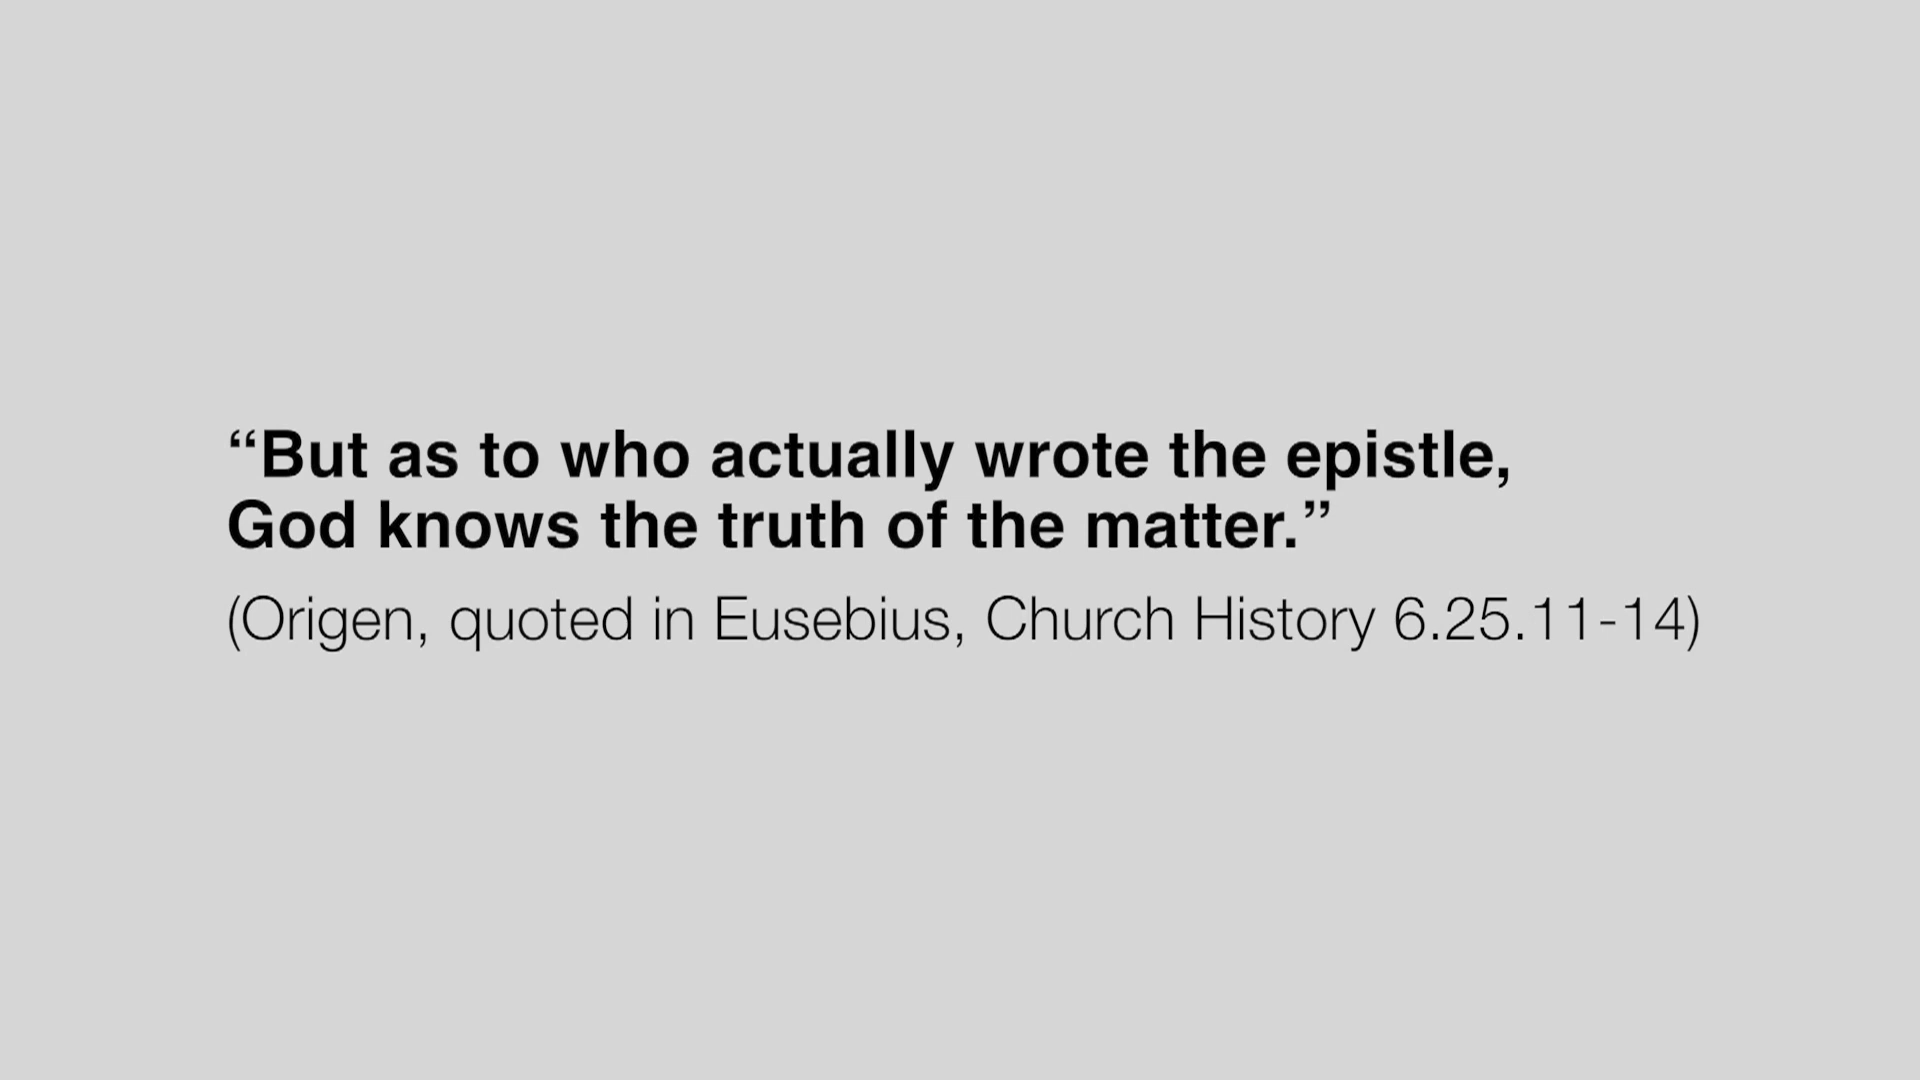 “But as to who actually wrote the epistle,
God knows the truth of the matter.”
(Origen, quoted in Eusebius, Church History 6.25.11-14)